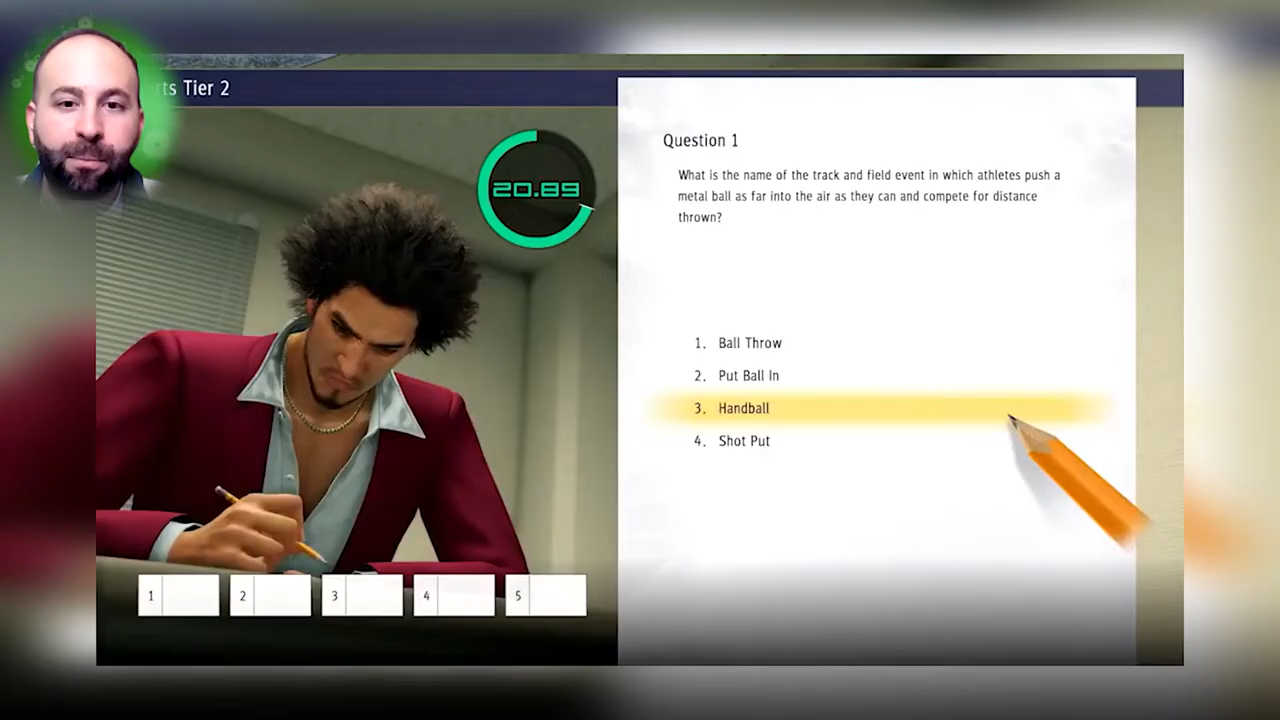 rts Tier 2
20.89
Question 1
What is the name of the track and field event in which athletes push a
metal ball as far into the air as they can and compete for distance
thrown?
1. Ball Throw
2. Put Ball In
3. Handball
4. Shot Put
1 2 3 4 5